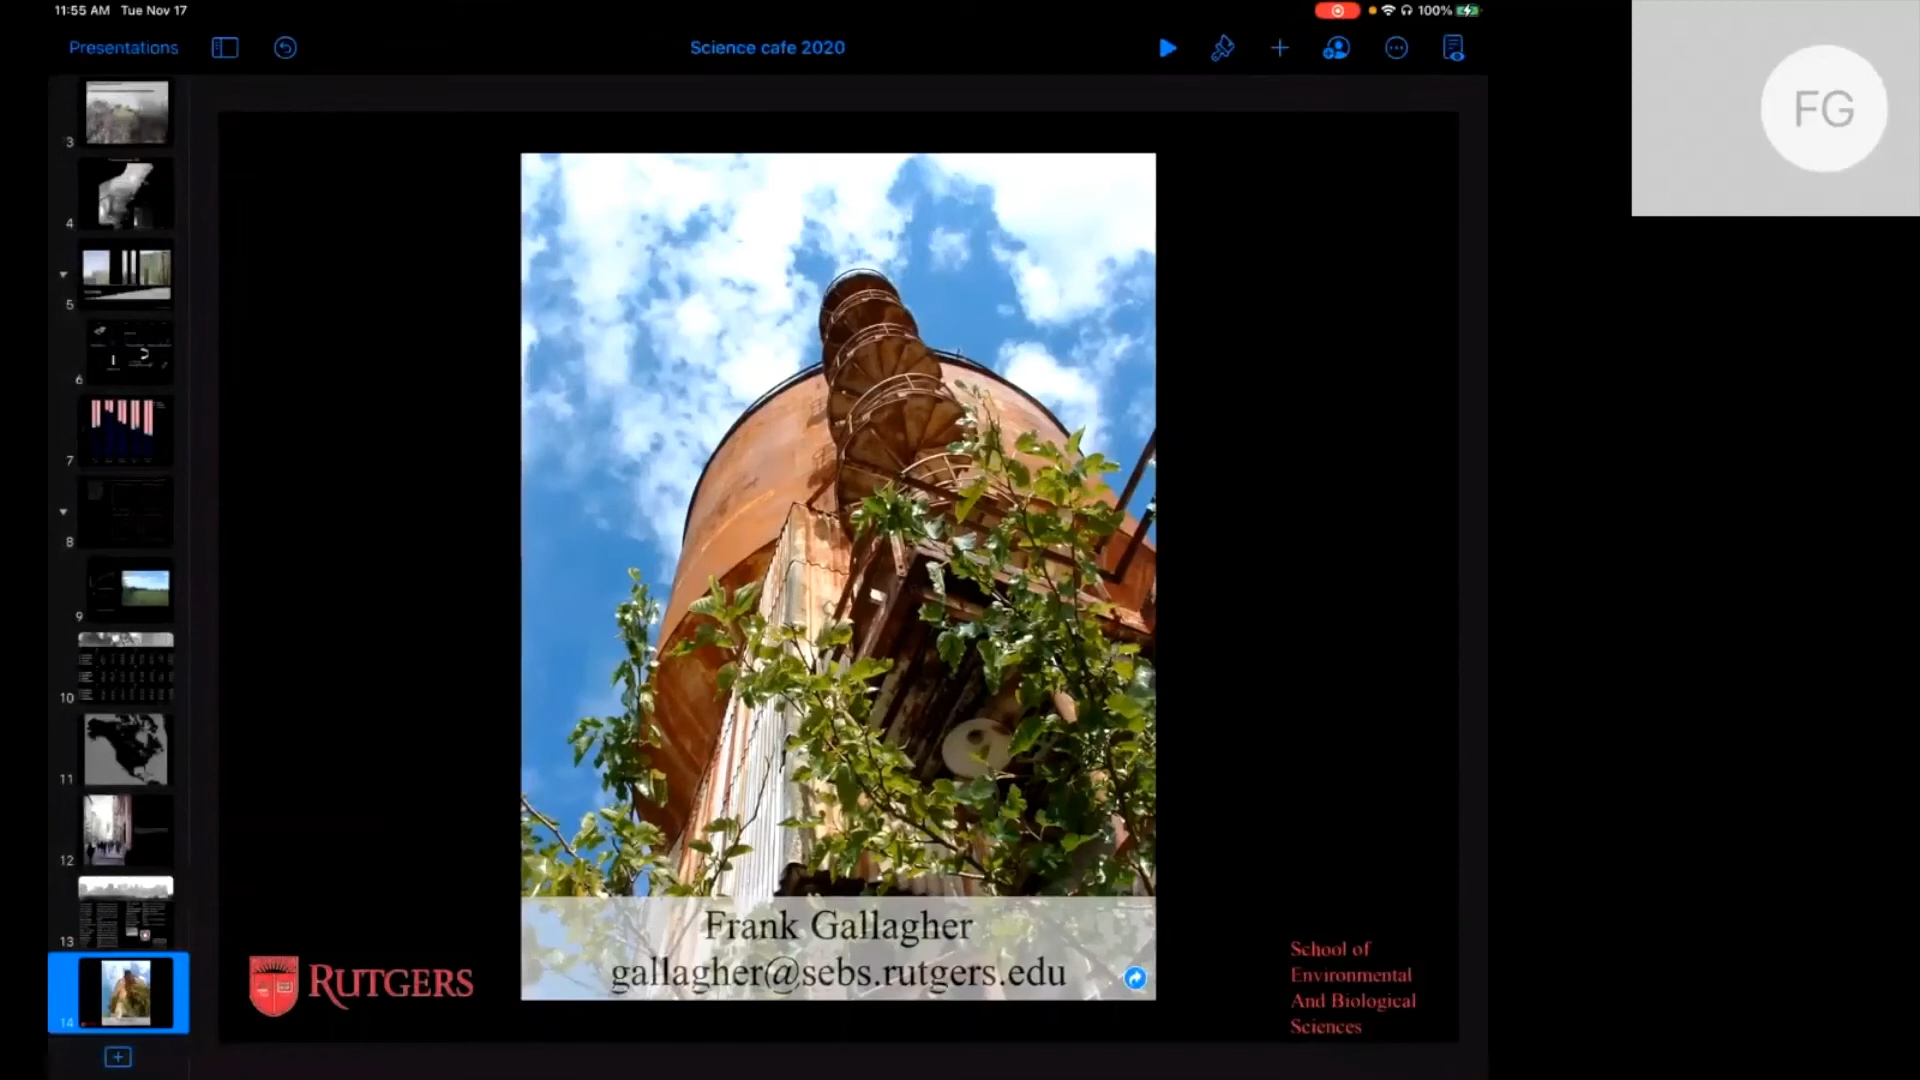 11:55 AM Tue Nov 17
100%
Presentations
Science cafe 2020
FG
3
4
5
6
7
8
9
10
11
12
13
14
Frank Gallagher
gallagher@sebs.rutgers.edu
RUTGERS
School of
Environmental
And Biological
Sciences